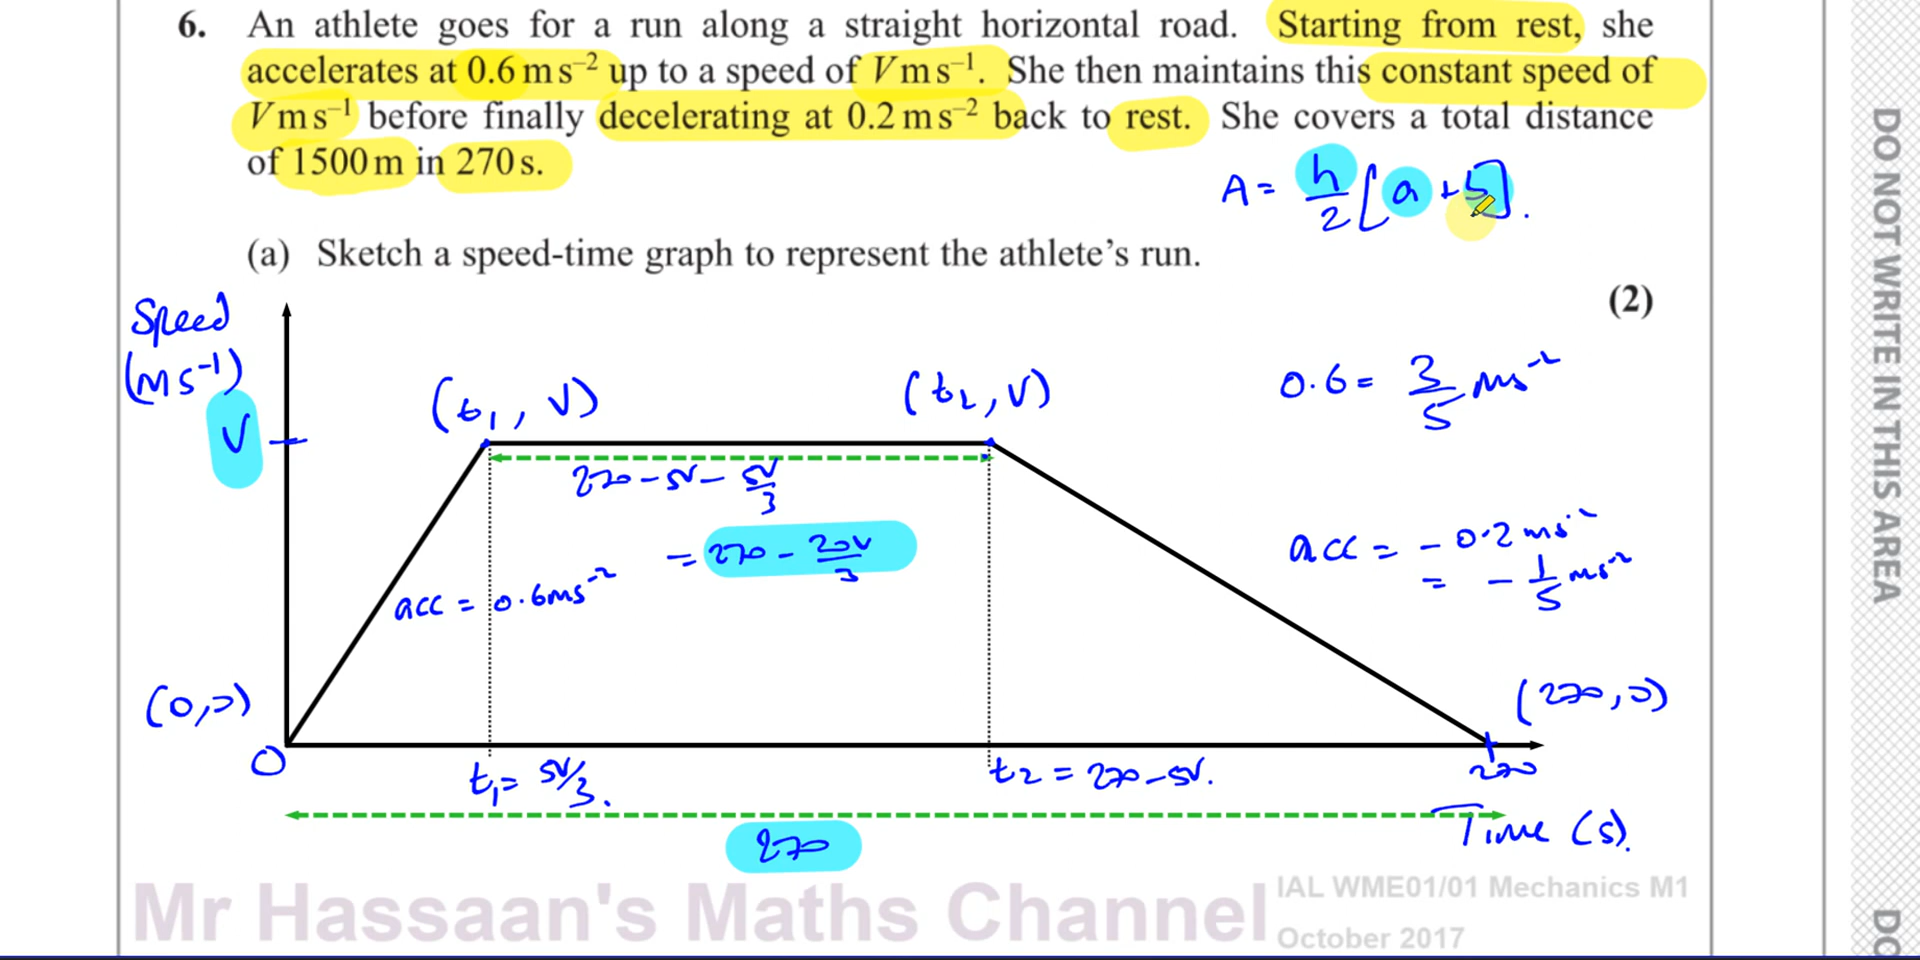 6. An athlete goes for a run along a straight horizontal road. Starting from rest, she
accelerates at 0.6 m s⁻² up to a speed of V m s⁻¹. She then maintains this constant speed of
V m s⁻¹ before finally decelerating at 0.2 m s⁻² back to rest. She covers a total distance
of 1500 m in 270 s.
A = h/2 [a + b].
(a) Sketch a speed-time graph to represent the athlete's run.
(2)
Speed
(ms⁻¹)
V
(t₁, V)
(t₂, V)
0.6 = 3/5 ms⁻²
270 - 5V - 5V/3
= 270 - 20V/3
acc = 0.6ms⁻²
acc = -0.2 ms⁻²
= -1/5 ms⁻²
(0,0)
(270,0)
O
t₁ = 5V/3.
t₂ = 270 - 5V.
270
Time (s).
270
Mr Hassaan's Maths Channel
IAL WME01/01 Mechanics M1
October 2017
DO NOT WRITE IN THIS AREA
DO